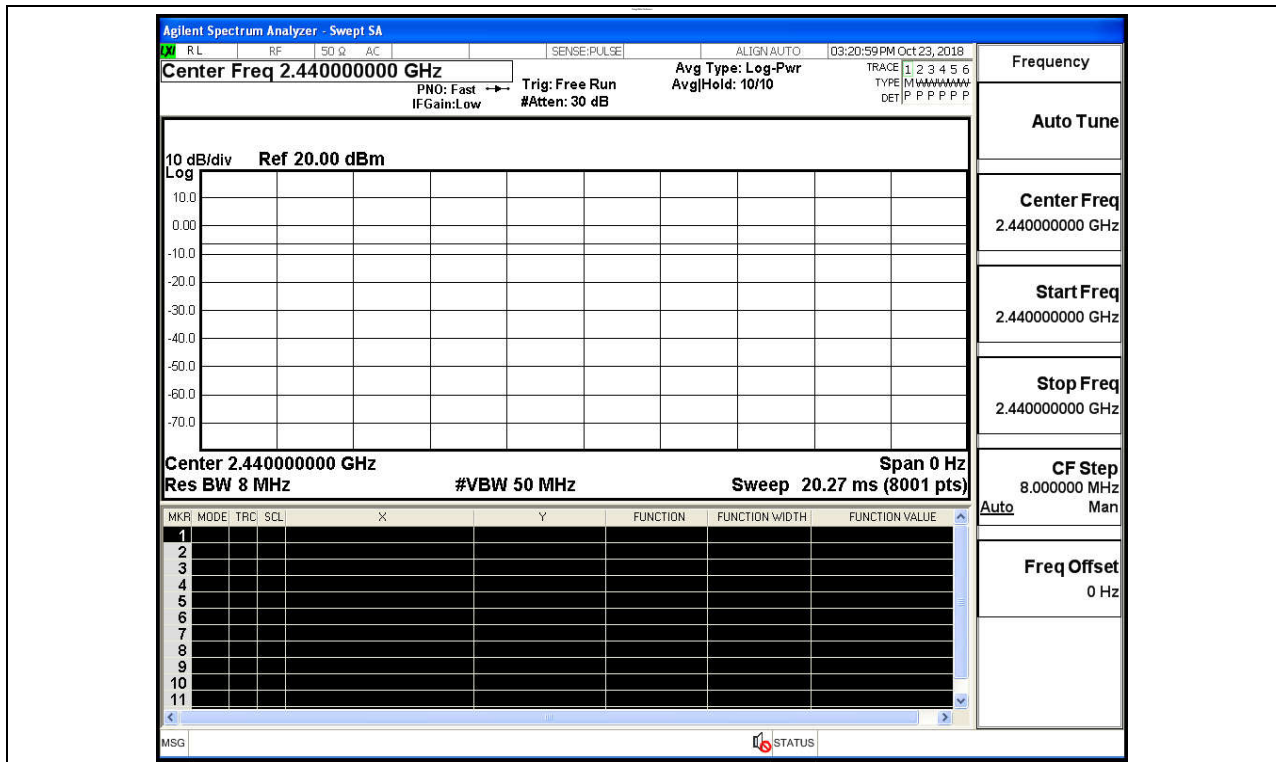 Agilent Spectrum Analyzer - Swept SA
LXI RL RF 50 Ω AC SENSE:PULSE ALIGN AUTO 03:20:59 PM Oct 23, 2018
Center Freq 2.440000000 GHz
PNO: Fast
IFGain:Low
Trig: Free Run
#Atten: 30 dB
Avg Type: Log-Pwr
Avg|Hold: 10/10
TRACE 1 2 3 4 5 6
TYPE M WWWWW
DET P P P P P P
10 dB/div Ref 20.00 dBm
Log
10.0
0.00
-10.0
-20.0
-30.0
-40.0
-50.0
-60.0
-70.0
Center 2.440000000 GHz Span 0 Hz
Res BW 8 MHz #VBW 50 MHz Sweep 20.27 ms (8001 pts)
MKR MODE TRC SCL X Y FUNCTION FUNCTION WIDTH FUNCTION VALUE
1
2
3
4
5
6
7
8
9
10
11
MSG STATUS
Frequency
Auto Tune
Center Freq
2.440000000 GHz
Start Freq
2.440000000 GHz
Stop Freq
2.440000000 GHz
CF Step
8.000000 MHz
Auto Man
Freq Offset
0 Hz